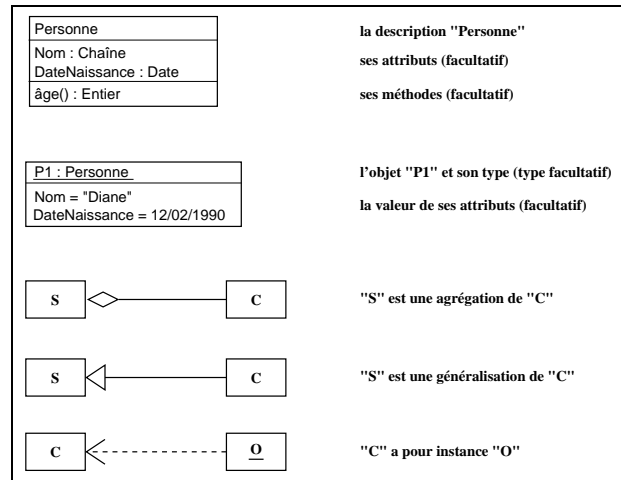 Personne
la description "Personne"
Nom : Chaîne
DateNaissance : Date
ses attributs (facultatif)
âge() : Entier
ses méthodes (facultatif)
P1 : Personne
l'objet "P1" et son type (type facultatif)
Nom = "Diane"
DateNaissance = 12/02/1990
la valeur de ses attributs (facultatif)
S
C
"S" est une agrégation de "C"
S
C
"S" est une généralisation de "C"
C
O
"C" a pour instance "O"